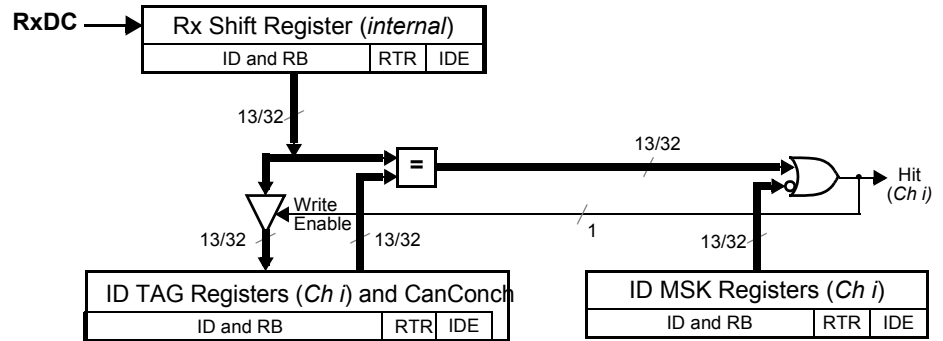 RxDC
Rx Shift Register (internal)
ID and RB RTR IDE
13/32
=
13/32
Hit
(Ch i)
Write
Enable
1
13/32 13/32 13/32
ID TAG Registers (Ch i) and CanConch
ID and RB RTR IDE
ID MSK Registers (Ch i)
ID and RB RTR IDE